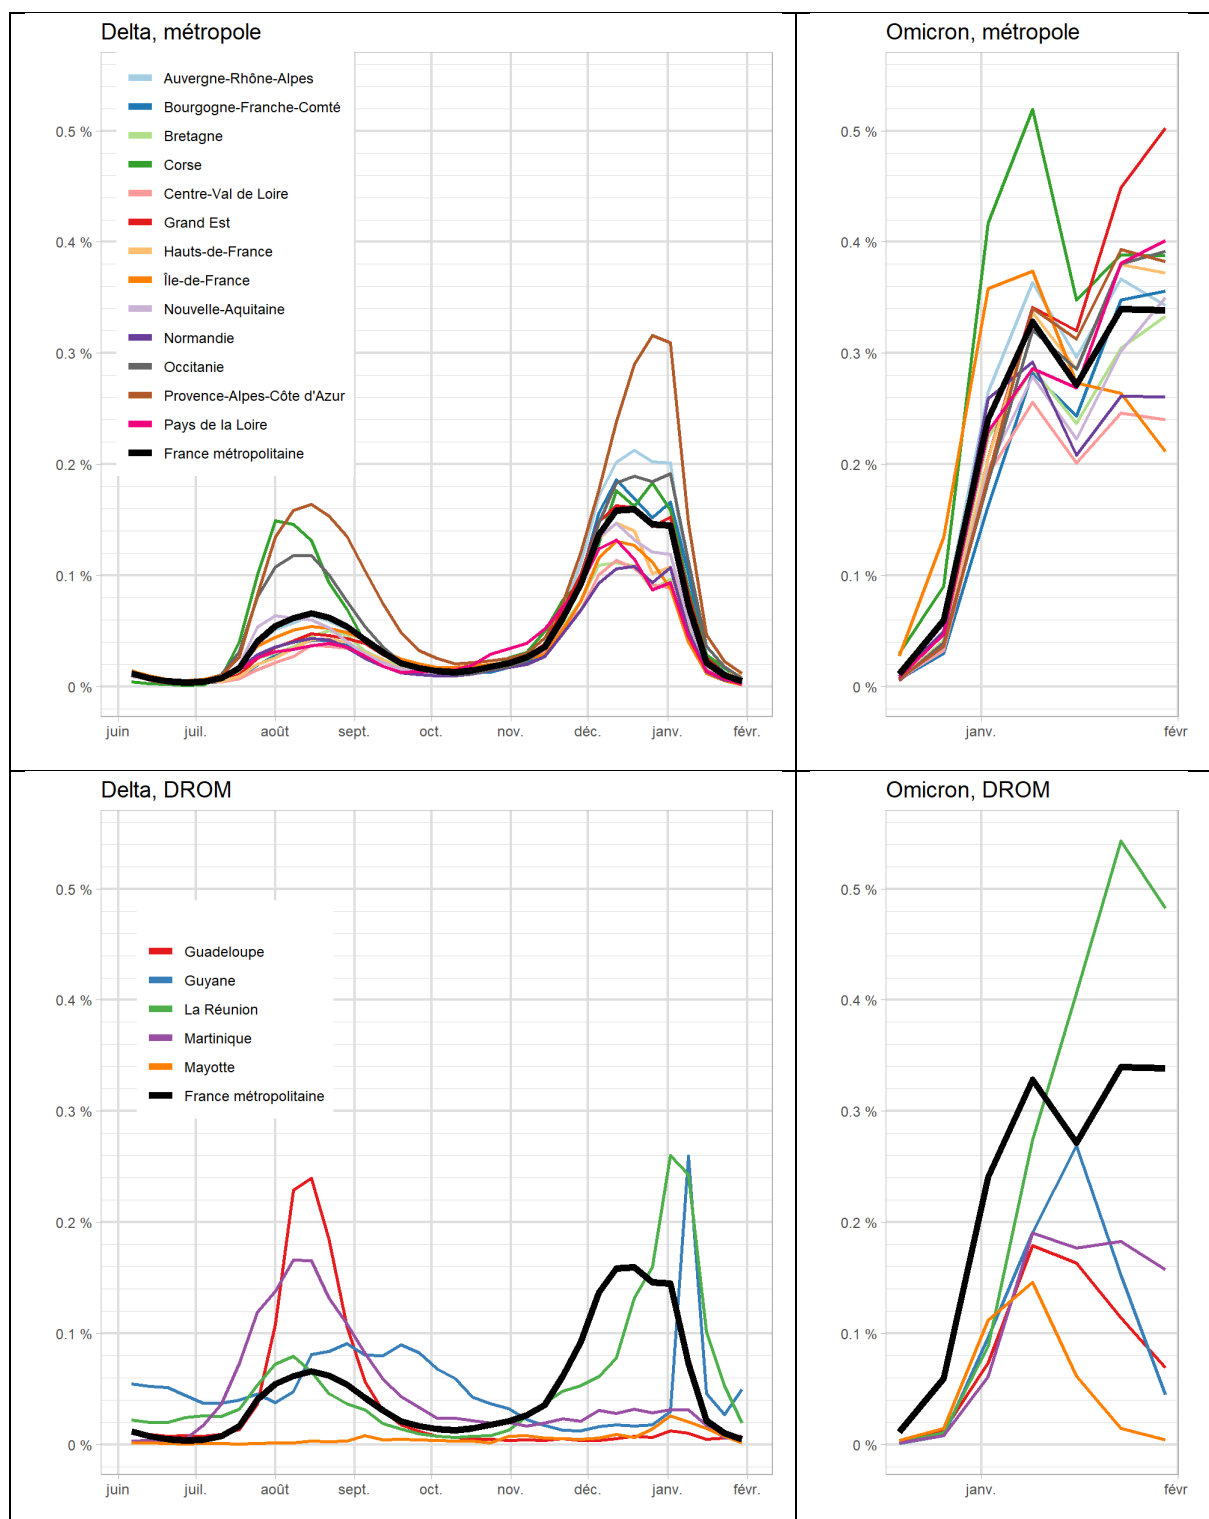 Delta, métropole
0.5 %
0.4 %
0.3 %
0.2 %
0.1 %
0 %
Auvergne-Rhône-Alpes
Bourgogne-Franche-Comté
Bretagne
Corse
Centre-Val de Loire
Grand Est
Hauts-de-France
Île-de-France
Nouvelle-Aquitaine
Normandie
Occitanie
Provence-Alpes-Côte d'Azur
Pays de la Loire
France métropolitaine
juin juil. août sept. oct. nov. déc. janv. févr.
Omicron, métropole
0.5 %
0.4 %
0.3 %
0.2 %
0.1 %
0 %
janv. févr
Delta, DROM
0.5 %
0.4 %
0.3 %
0.2 %
0.1 %
0 %
Guadeloupe
Guyane
La Réunion
Martinique
Mayotte
France métropolitaine
juin juil. août sept. oct. nov. déc. janv. févr.
Omicron, DROM
0.5 %
0.4 %
0.3 %
0.2 %
0.1 %
0 %
janv. févr